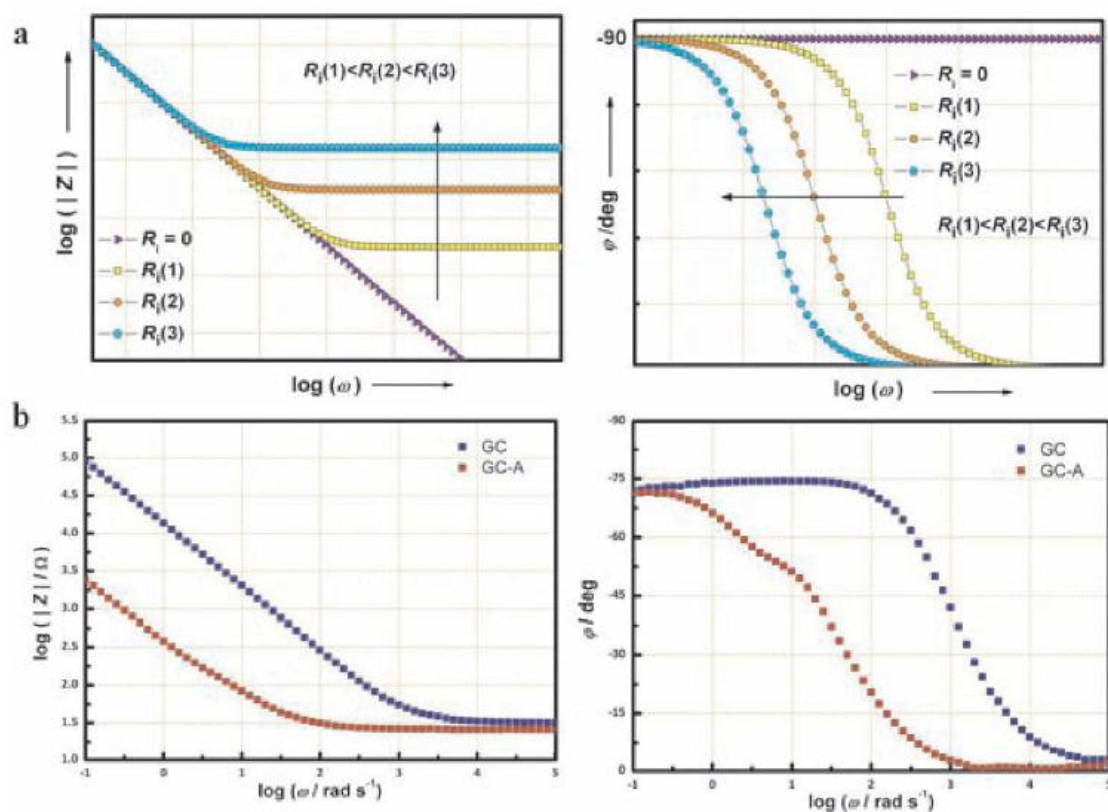 a
log (|Z|)
R_i(1)<R_i(2)<R_i(3)
R_i = 0
R_i(1)
R_i(2)
R_i(3)
log (ω)
-90
φ/deg
R_i = 0
R_i(1)
R_i(2)
R_i(3)
R_i(1)<R_i(2)<R_i(3)
log (ω)
b
5.5
5.0
4.5
4.0
3.5
3.0
2.5
2.0
1.5
1.0
log (|Z| / Ω)
GC
GC-A
-1 0 1 2 3 4 5
log (ω/ rad s⁻¹)
-90
-75
-60
-45
-30
-15
0
φ / deg
GC
GC-A
-1 0 1 2 3 4
log (ω/ rad s⁻¹)